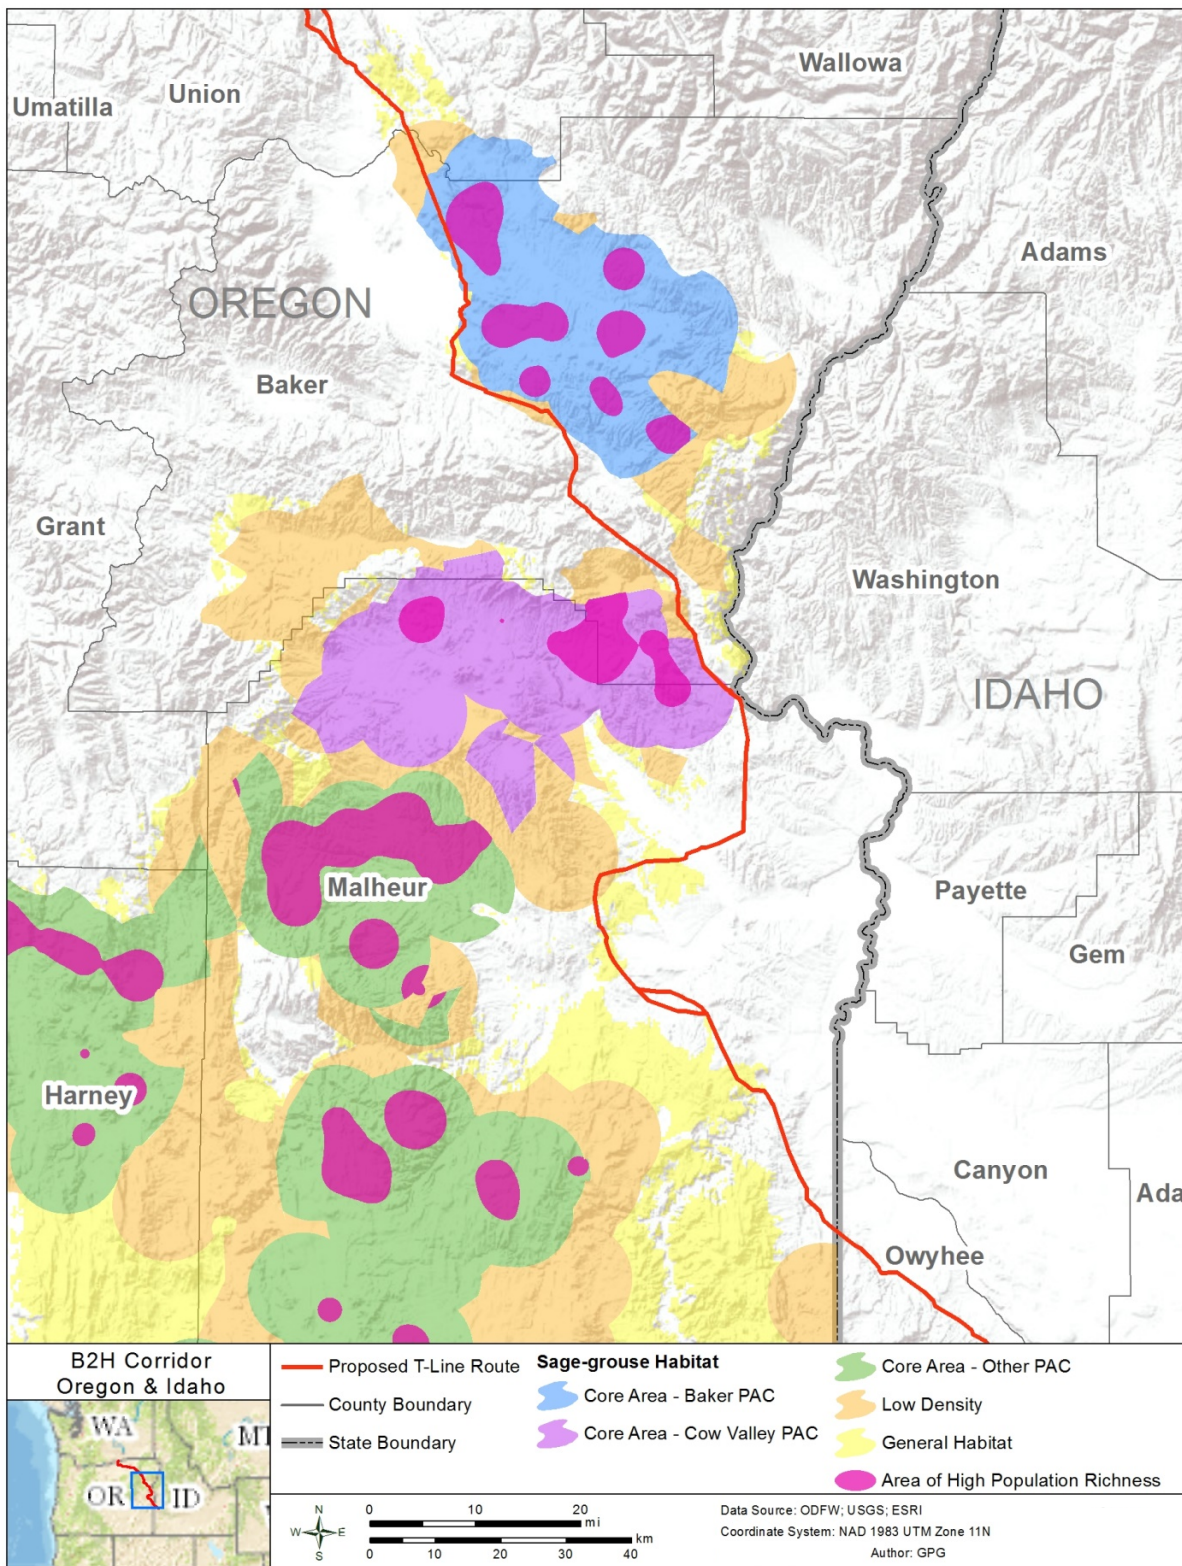 Wallowa
Union
Umatilla
Adams
OREGON
Baker
Grant
Washington
IDAHO
Malheur
Payette
Gem
Harney
Canyon
Ada
Owyhee
B2H Corridor
Oregon & Idaho
WA
MT
OR
ID
Proposed T-Line Route
County Boundary
State Boundary
Sage-grouse Habitat
Core Area - Baker PAC
Core Area - Cow Valley PAC
Core Area - Other PAC
Low Density
General Habitat
Area of High Population Richness
N
W E
S
0 10 20
mi
km
0 10 20 30 40
Data Source: ODFW; USGS; ESRI
Coordinate System: NAD 1983 UTM Zone 11N
Author: GPG